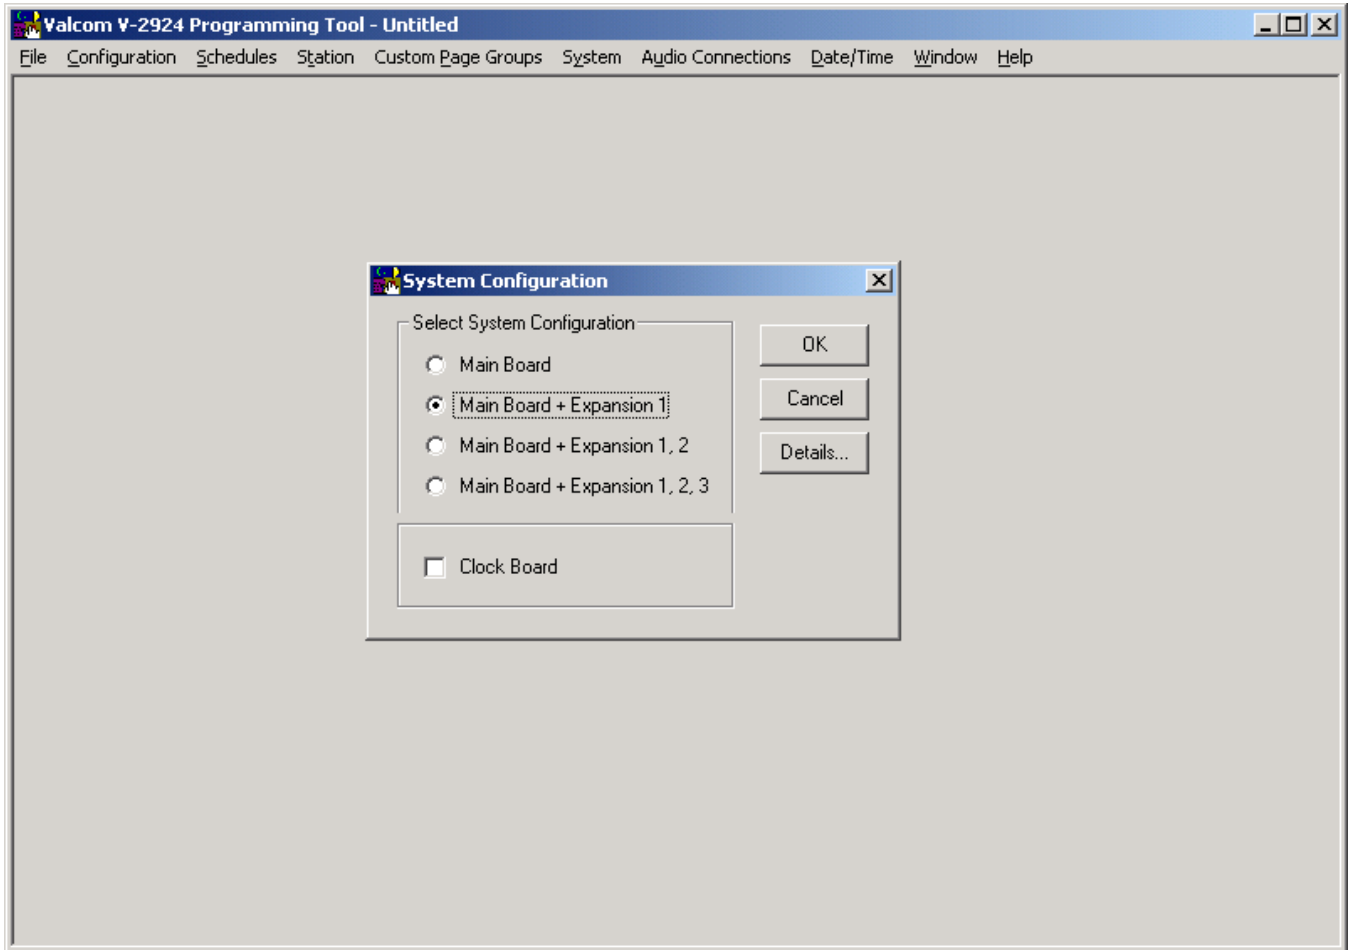 Valcom V-2924 Programming Tool - Untitled
File Configuration Schedules Station Custom Page Groups System Audio Connections Date/Time Window Help
System Configuration
Select System Configuration
Main Board
Main Board + Expansion 1
Main Board + Expansion 1, 2
Main Board + Expansion 1, 2, 3
Clock Board
OK
Cancel
Details...